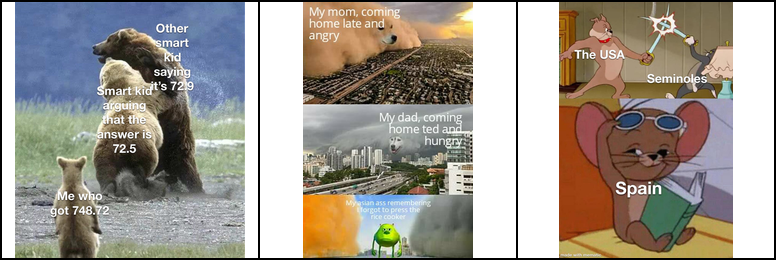 Other
smart
kid
saying
it's 72.9
Smart kid
arguing
that the
answer is
72.5
Me who
got 748.72
My mom, coming
home late and
angry
My dad, coming
home ted and
hungry
My asian ass remembering
I forgot to press the
rice cooker
The USA
Seminoles
Spain